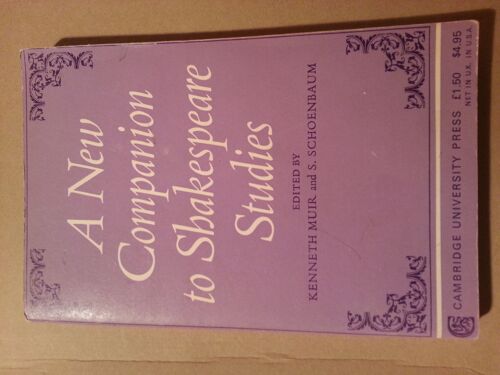 A New
Companion
to Shakespeare
Studies
EDITED BY
KENNETH MUIR and S. SCHOENBAUM
CAMBRIDGE UNIVERSITY PRESS £1.50 $4.95
NET IN U.K. IN U.S.A.